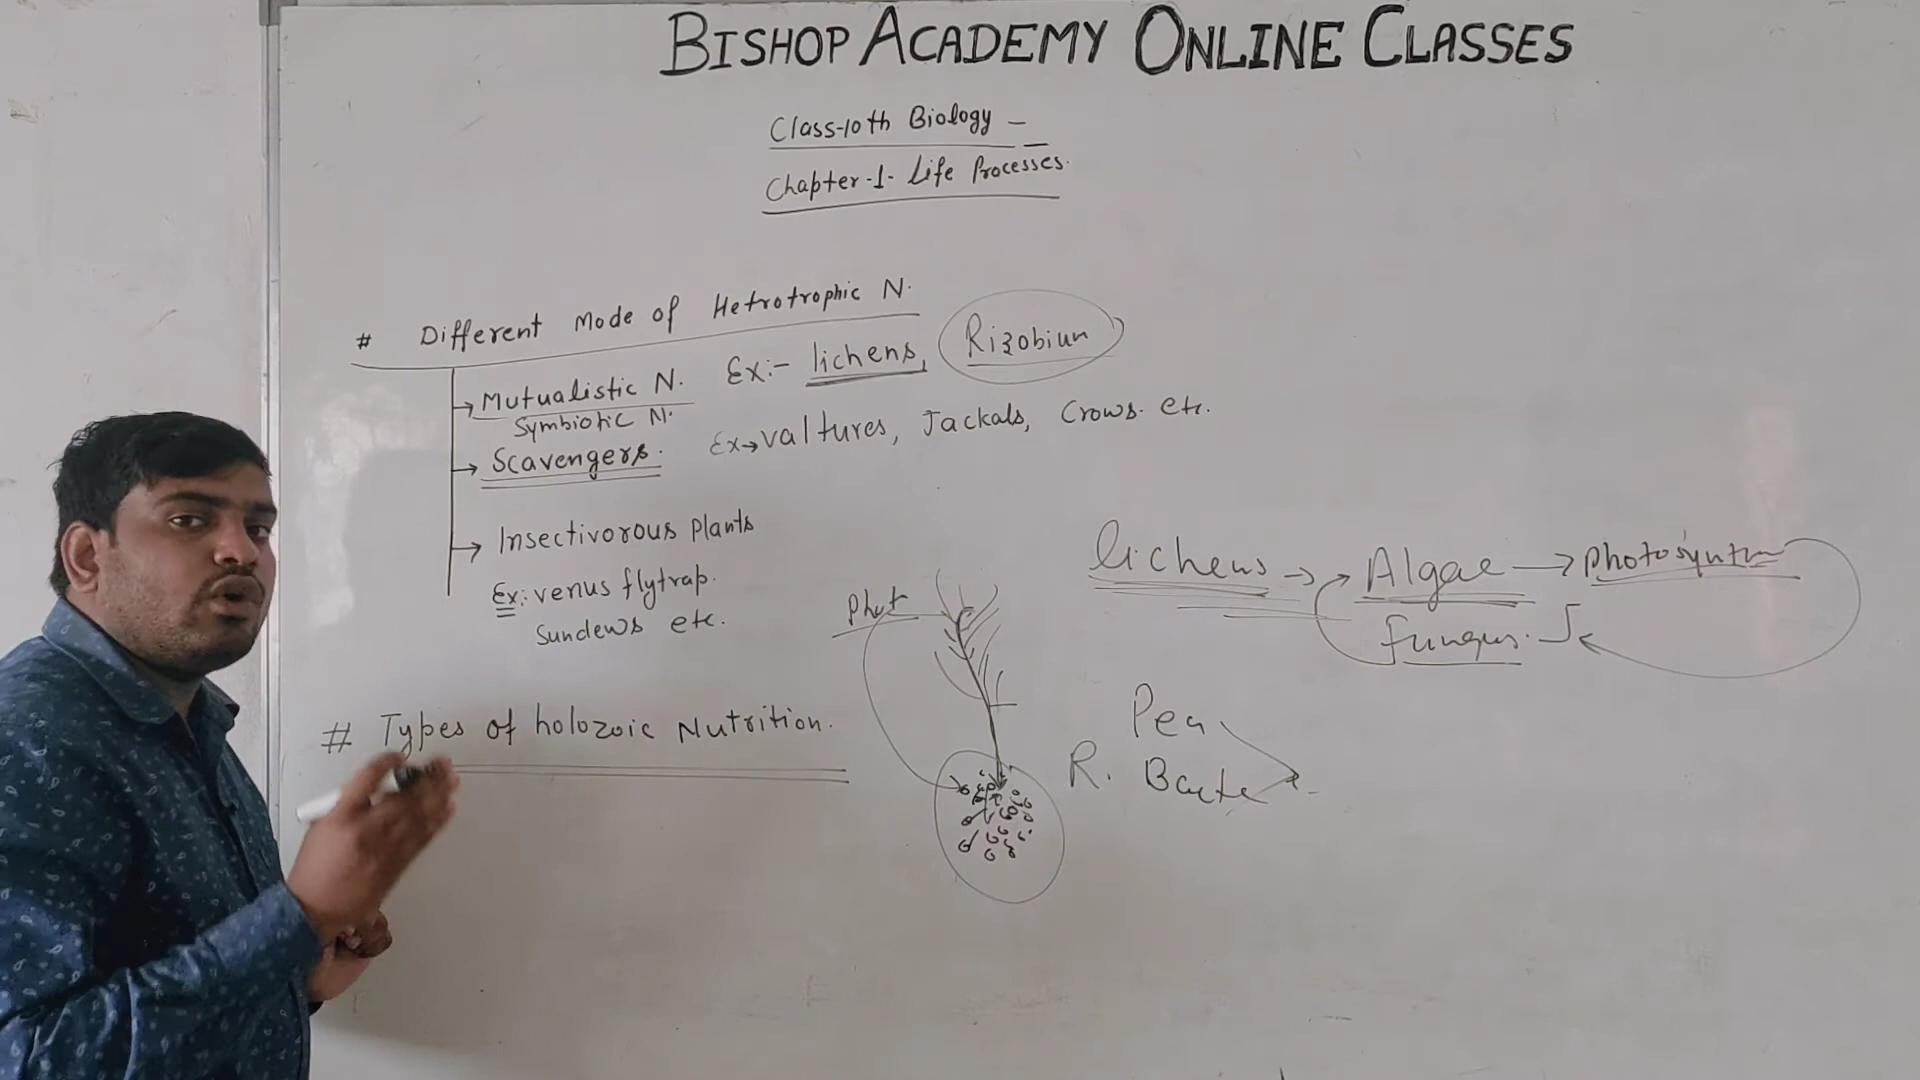 BISHOP ACADEMY ONLINE CLASSES
Class-10th Biology -
Chapter-1- Life Processes.
# Different Mode of Hetrotrophic N.
→ Mutualistic N. Ex:- lichens, Rizobium
Symbiotic N.
→ Scavengers. Ex→valtures, Jackals, Crows. etc.
→ Insectivorous plants
Ex: venus flytrap.
Sundews etc.
lichens → Algae → Photosynth
fungus.
Phot
# Types of holozoic Nutrition.
Pea
R. Bacte